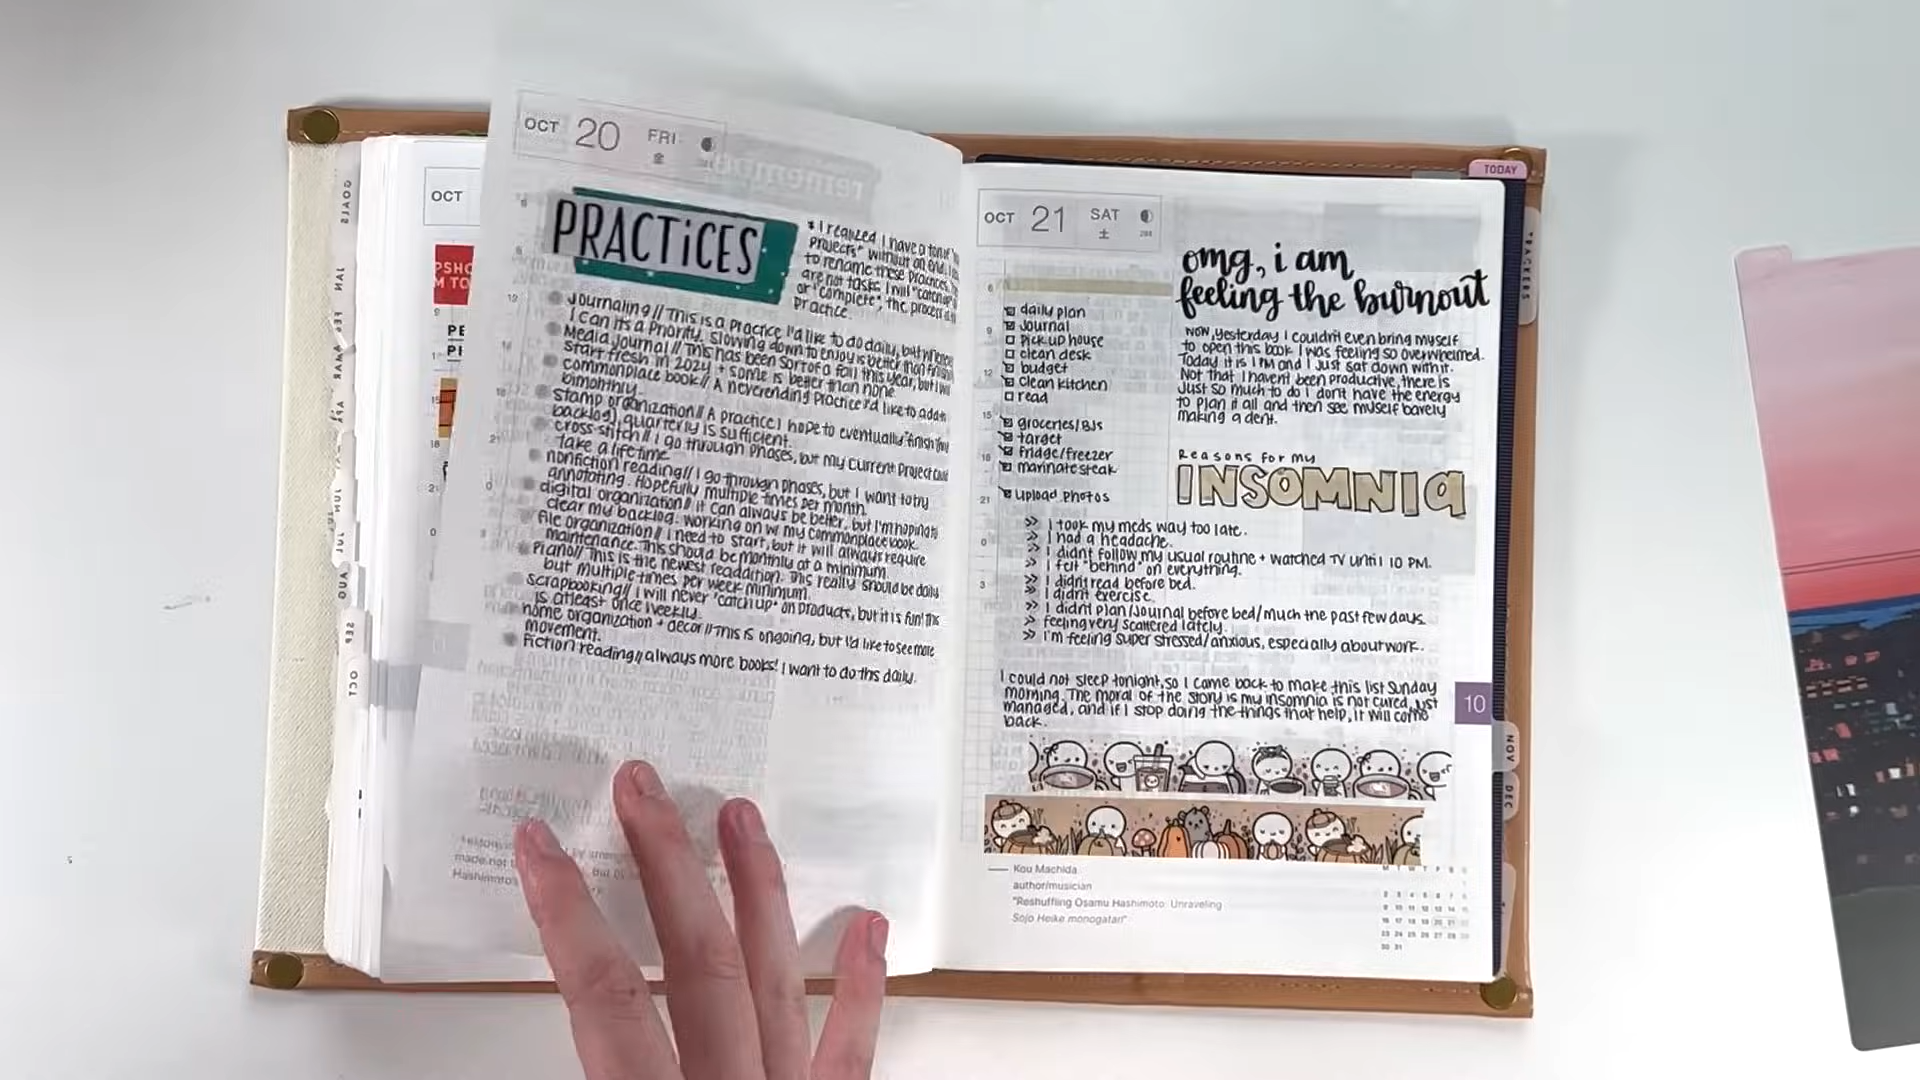 OCT 20 FRI
金
PRACTiCES
* I realized I have a ton of
Projects" without an end. I
to rename these practices.
are not tasks I will "catch up
or "complete", the process is
Practice.
Journaling // This is a Practice I'd like to do daily, but
I can its a Priority. Slowing down to enjoy is better than
Media Journal // This has been sort of a fail this year, but I will
start fresh in 2024 + some is better than none.
commonplace book // A neverending Practice I'd like to add to
bimonthly.
stamp organization // A practice I hope to eventually "finish"
backlog) quarterly is sufficient.
cross-stitch // I go through phases, but my current Project could
take a lifetime
nonfiction reading // I go through phases, but I want to try
annotating. Hopefully multiple times per month.
digital organization // It can always be better, but I'm hoping to
clear my backlog. Working on w/ my commonplace book.
file organization // I need to start, but it will always require
maintenance. This should be monthly at a minimum.
Piano // This is the newest readdition. This really should be daily
but multiple times per week minimum.
scrapbooking // I will never "catch up" on products, but it is fun! This
is atleast once weekly.
home organization + decor // This is ongoing, but I'd like to see more
movement.
fiction reading // always more books! I want to do this daily.
made not
Hashimoto's
OCT
GOALS
JAN
FEB
MAR
APR
JUN
JUL
AUG
SEP
OCT
TODAY
TRACKERS
OCT 21 SAT
土
omg, i am
feeling the burnout
daily plan
Journal
pick up house
clean desk
budget
clean kitchen
read
groceries/BJs
target
fridge/freezer
marinate steak
upload photos
Now, yesterday I couldn't even bring myself
to open this book I was feeling so overwhelmed.
Today it is 1 PM and I just sat down with it.
Not that I haven't been productive, there is
Just so much to do I dont have the energy
to plan it all and then see myself barely
making a dent.
Reasons for my
INSOMNIA
» I took my meds way too late.
» I had a headache.
» I didn't follow my usual routine + watched TV until 10 PM.
» I felt "behind" on everything.
» I didn't read before bed.
» I didn't exercise.
» I didn't plan/journal before bed/much the past few days.
» feeling very scattered lately.
» I'm feeling super stressed/anxious, especially about work.
I could not sleep tonight, so I came back to make this list Sunday
morning. The moral of the story is my insomnia is not cured, just
managed, and if I stop doing the things that help, it will come
back.
10
NOV
DEC
Kou Machida
author/musician
"Reshuffling Osamu Hashimoto: Unraveling
Sojo Heike monogatari"